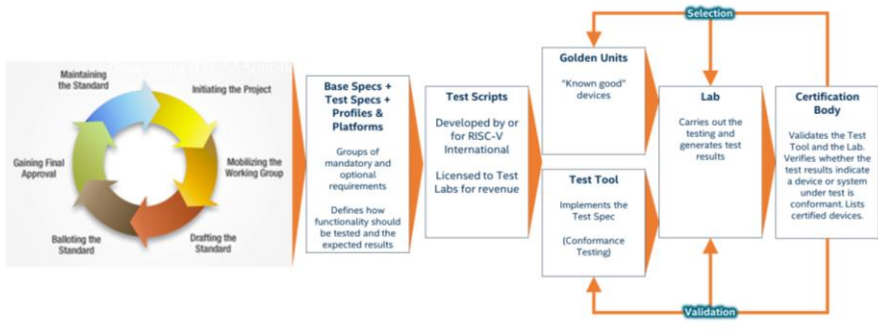 Selection
Maintaining
the Standard
Initiating the Project
Mobilizing the
Working Group
Drafting the
Standard
Balloting the
Standard
Gaining Final
Approval
Base Specs +
Test Specs +
Profiles &
Platforms
Groups of
mandatory and
optional
requirements
Defines how
functionality should
be tested and the
expected results
Test Scripts
Developed by or
for RISC-V
International
Licensed to Test
Labs for revenue
Golden Units
“Known good”
devices
Test Tool
Implements the
Test Spec
(Conformance
Testing)
Lab
Carries out the
testing and
generates test
results
Certification
Body
Validates the Test
Tool and the Lab.
Verifies whether the
test results indicate
a device or system
under test is
conformant. Lists
certified devices.
Validation